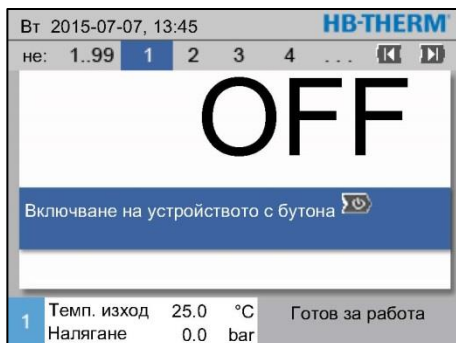 Вт 2015-07-07, 13:45 HB-THERM
не: 1..99 1 2 3 4 ...
OFF
Включване на устройството с бутона
1 Темп. изход 25.0 °C Готов за работа
Налягане 0.0 bar